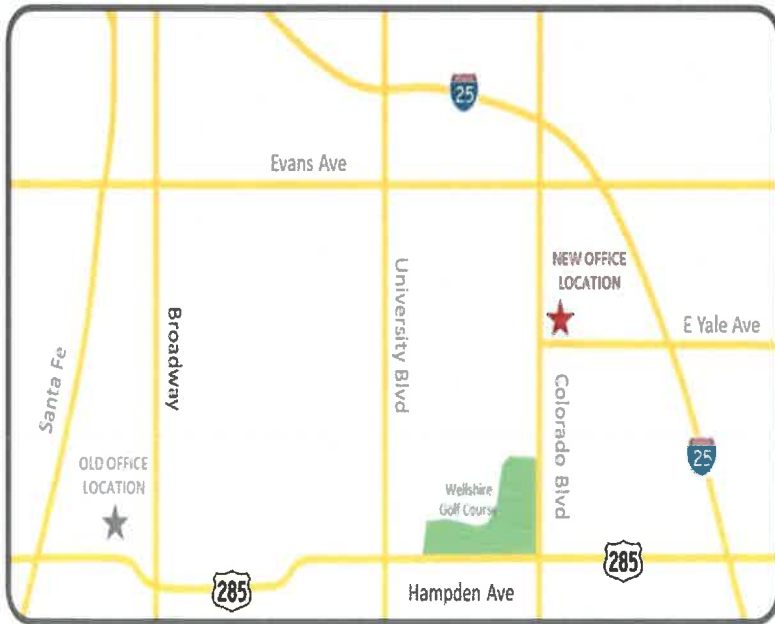 25
Evans Ave
NEW OFFICE
LOCATION
E Yale Ave
University Blvd
Broadway
Santa Fe
Colorado Blvd
25
OLD OFFICE
LOCATION
Wellshire
Golf Course
285
285
Hampden Ave